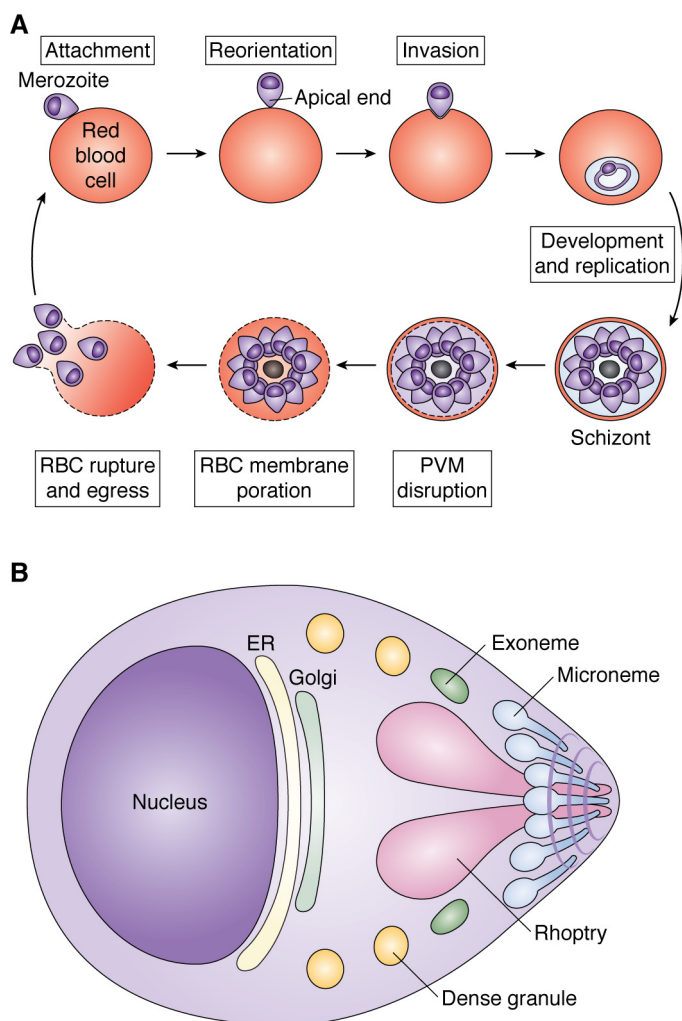 A
Attachment
Reorientation
Invasion
Merozoite
Apical end
Red
blood
cell
Development
and replication
Schizont
RBC rupture
and egress
RBC membrane
poration
PVM
disruption
B
ER
Golgi
Exoneme
Microneme
Nucleus
Rhoptry
Dense granule